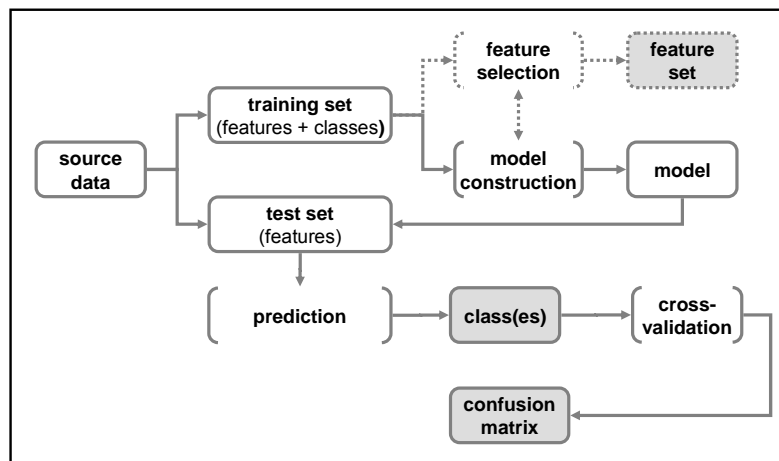 feature
selection
feature
set
training set
(features + classes)
source
data
model
construction
model
test set
(features)
prediction
class(es)
cross-
validation
confusion
matrix